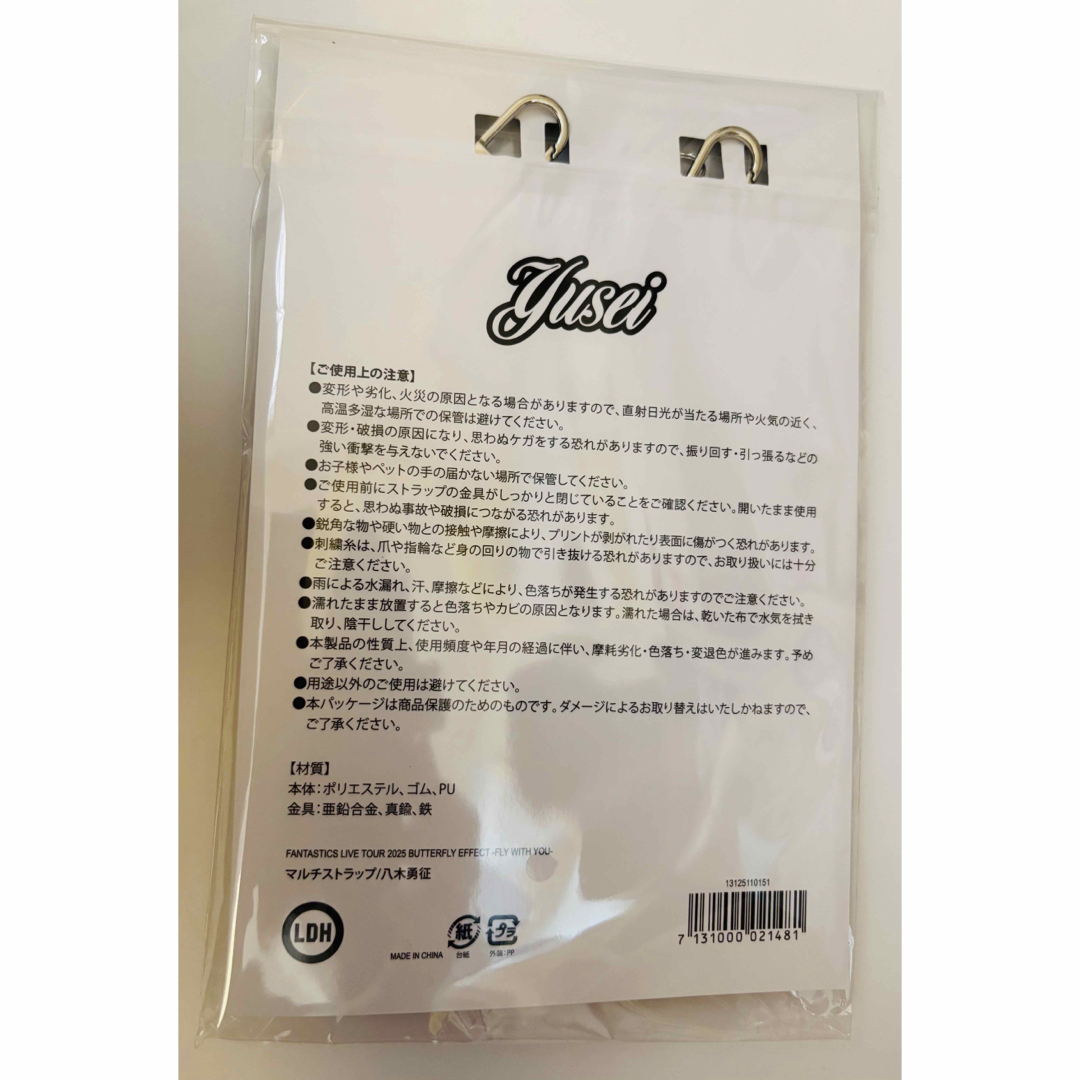 Yusei
【ご使用上の注意】
●変形や劣化、火災の原因となる場合がありますので、直射日光が当たる場所や火気の近く、
高温多湿な場所での保管は避けてください。
●変形・破損の原因になり、思わぬケガをする恐れがありますので、振り回す・引っ張るなどの
強い衝撃を与えないでください。
●お子様やペットの手の届かない場所で保管してください。
●ご使用前にストラップの金具がしっかりと閉じていることをご確認ください。開いたまま使用
すると、思わぬ事故や破損につながる恐れがあります。
●鋭角な物や硬い物との接触や摩擦により、プリントが剥がれたり表面に傷がつく恐れがあります。
●刺繍糸は、爪や指輪など身の回りの物で引き抜ける恐れがありますので、お取り扱いには十分
ご注意ください。
●雨による水漏れ、汗、摩擦などにより、色落ちが発生する恐れがありますのでご注意ください。
●濡れたまま放置すると色落ちやカビの原因となります。濡れた場合は、乾いた布で水気を拭き
取り、陰干ししてください。
●本製品の性質上、使用頻度や年月の経過に伴い、摩耗劣化・色落ち・変退色が進みます。予め
ご了承ください。
●用途以外のご使用は避けてください。
●本パッケージは商品保護のためのものです。ダメージによるお取り替えはいたしかねますので、
ご了承ください。
【材質】
本体：ポリエステル、ゴム、PU
金具：亜鉛合金、真鍮、鉄
FANTASTICS LIVE TOUR 2025 BUTTERFLY EFFECT -FLY WITH YOU-
マルチストラップ/八木勇征
13125110151
7 131000 021481
LDH
MADE IN CHINA
紙
台紙
プラ
外装：PP